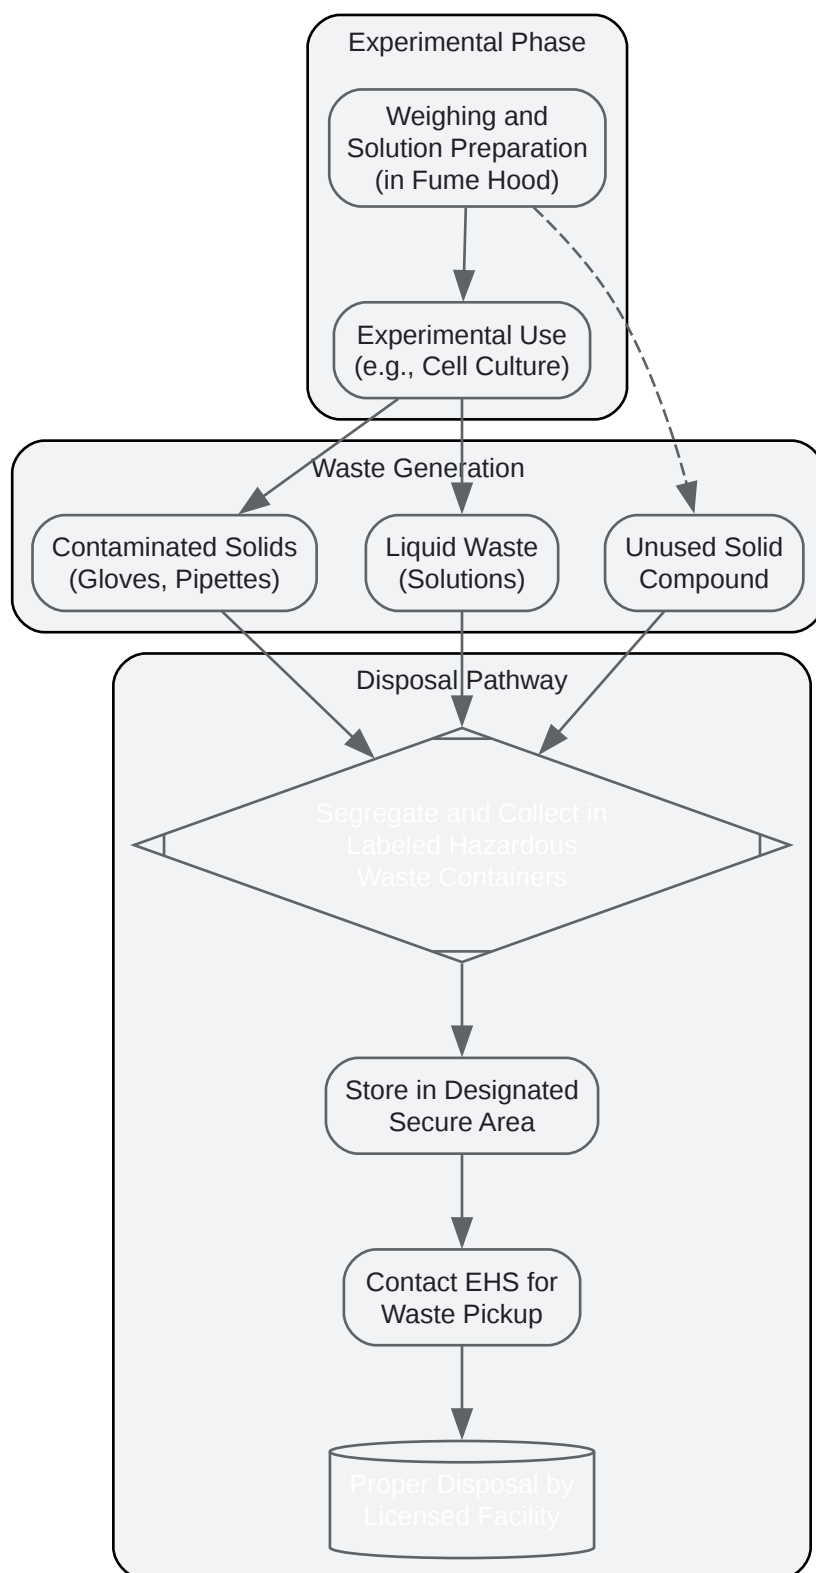 Experimental Phase
Weighing and
Solution Preparation
(in Fume Hood)
Experimental Use
(e.g., Cell Culture)
Waste Generation
Contaminated Solids
(Gloves, Pipettes)
Liquid Waste
(Solutions)
Unused Solid
Compound
Disposal Pathway
Segregate and Collect in
Labeled Hazardous
Waste Containers
Store in Designated
Secure Area
Contact EHS for
Waste Pickup
Proper Disposal by
Licensed Facility